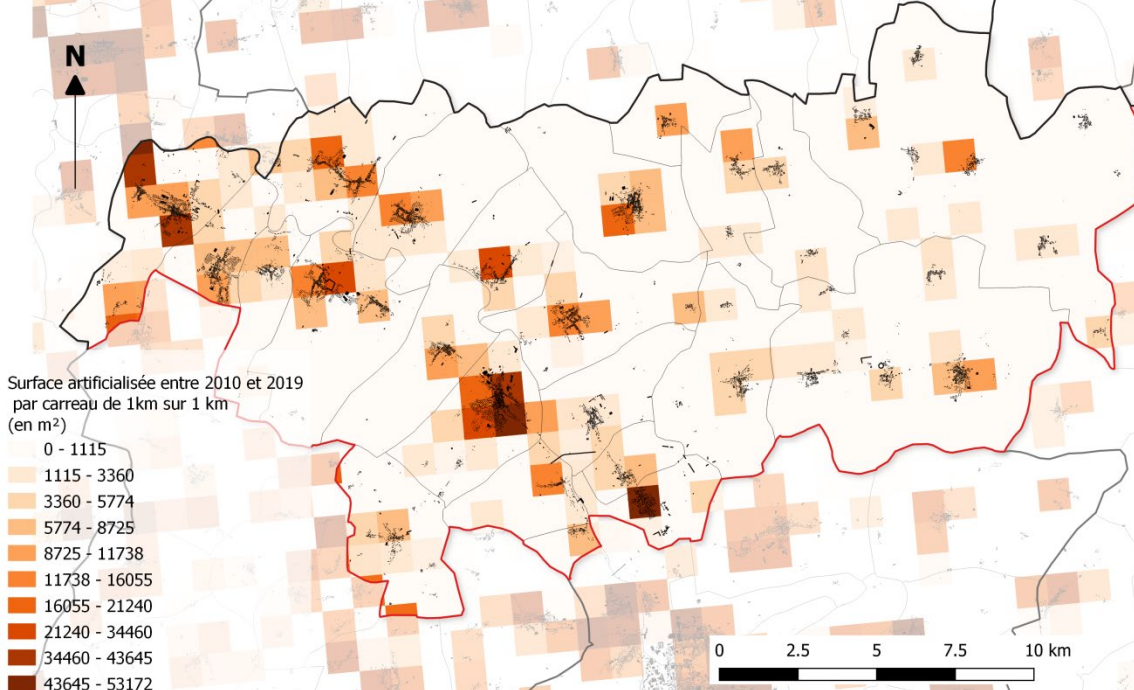 N
Surface artificialisée entre 2010 et 2019
par carreau de 1km sur 1 km
(en m²)
0 - 1115
1115 - 3360
3360 - 5774
5774 - 8725
8725 - 11738
11738 - 16055
16055 - 21240
21240 - 34460
34460 - 43645
43645 - 53172
0 2.5 5 7.5 10 km